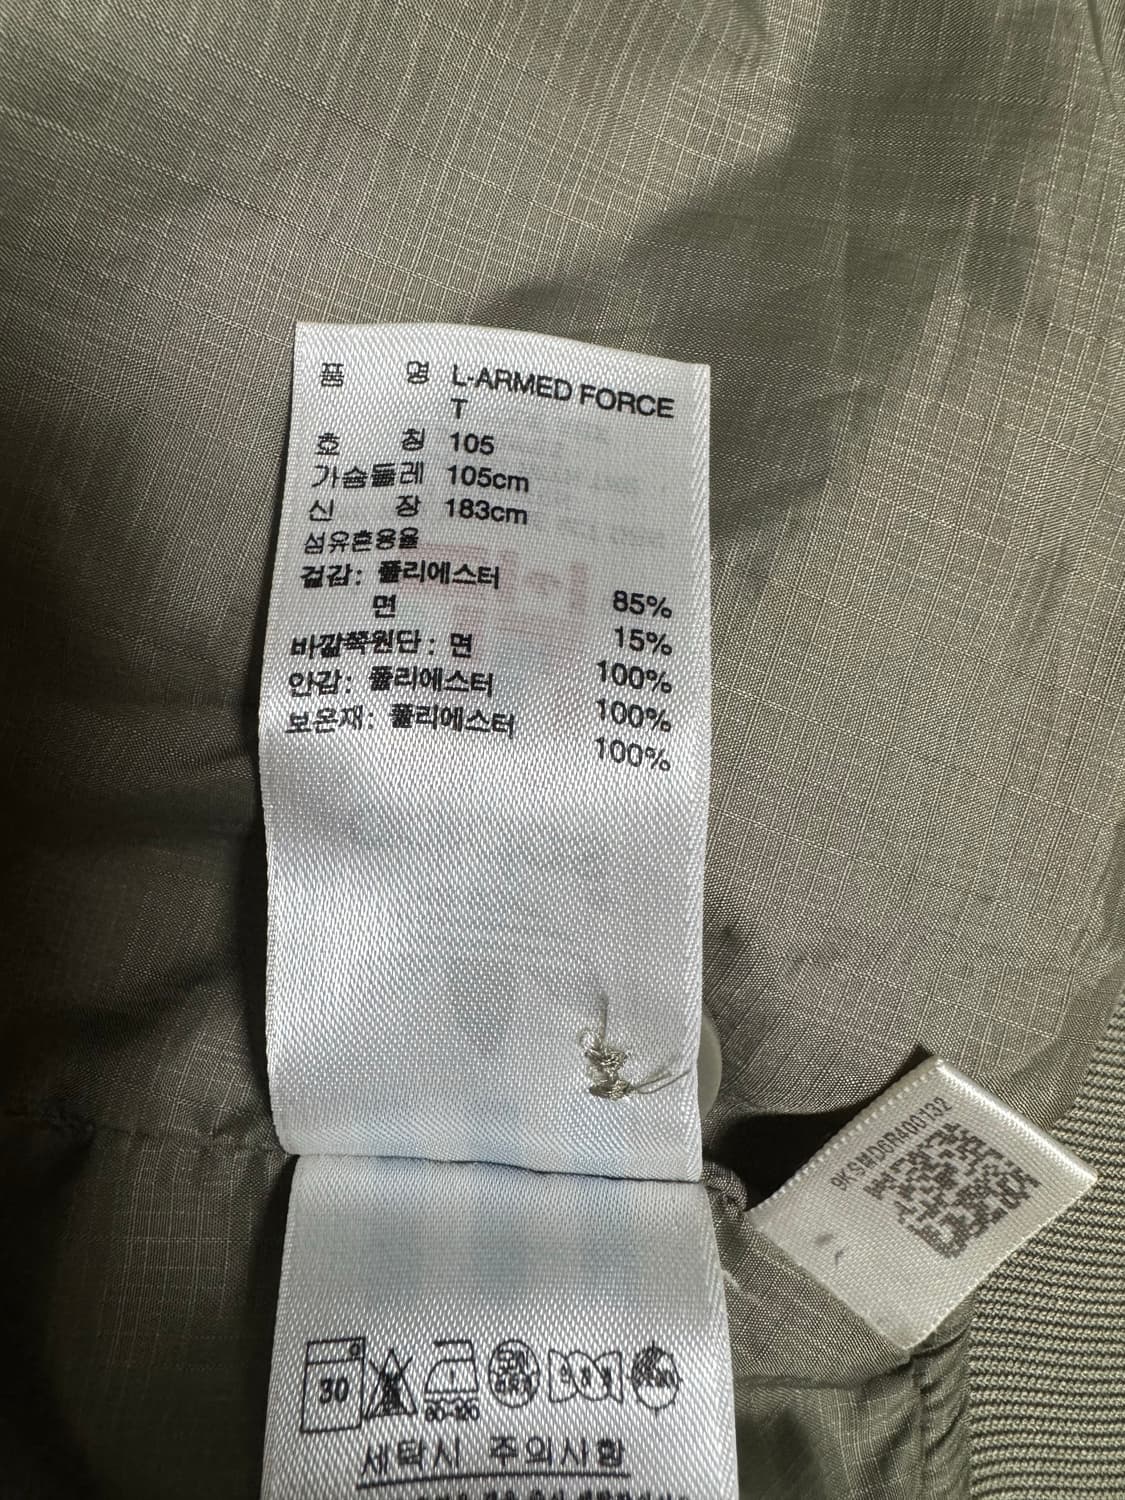 품 명 L-ARMED FORCE
T
호 칭 105
가슴둘레 105cm
신 장 183cm
섬유혼용율
겉감: 폴리에스터 85%
면 15%
바깥쪽원단: 면 100%
안감: 폴리에스터 100%
보온재: 폴리에스터 100%
9KSMD6R400132
30
80-120
세탁시 주의사항